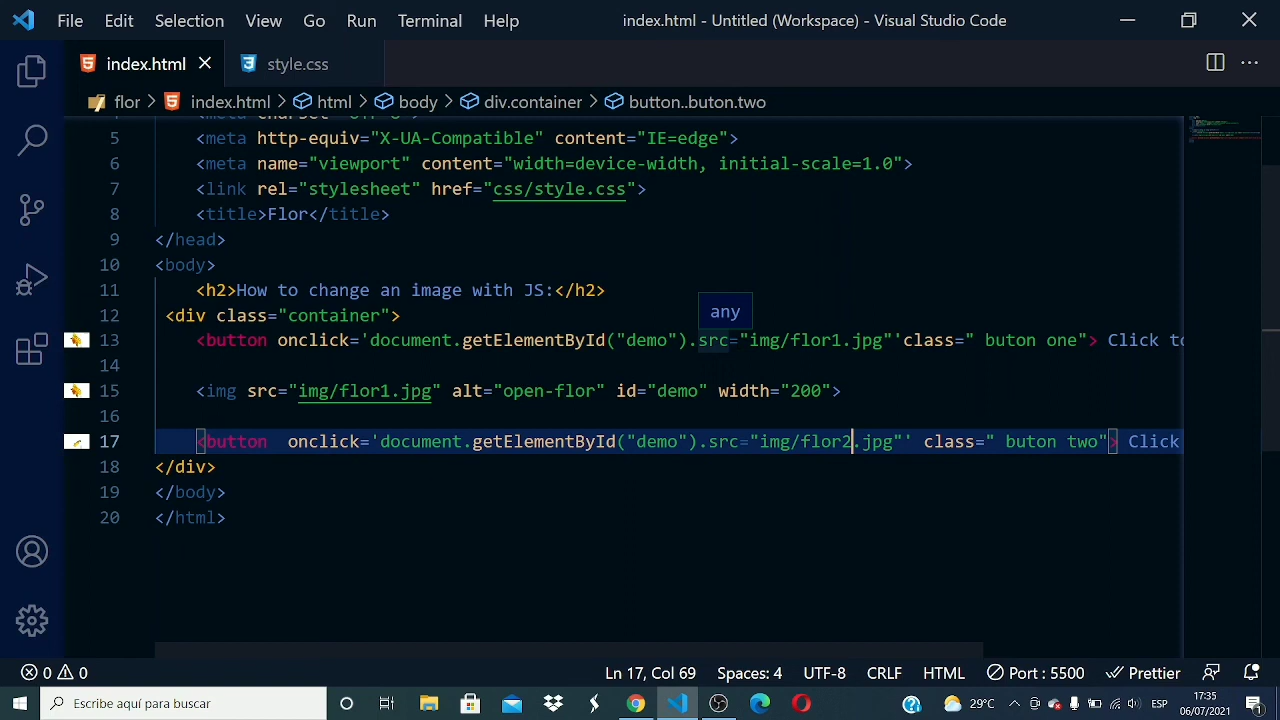 File Edit Selection View Go Run Terminal Help index.html - Untitled (Workspace) - Visual Studio Code
index.html style.css
flor > index.html > html > body > div.container > button..buton.two
5 <meta http-equiv="X-UA-Compatible" content="IE=edge">
6 <meta name="viewport" content="width=device-width, initial-scale=1.0">
7 <link rel="stylesheet" href="css/style.css">
8 <title>Flor</title>
9 </head>
10 <body>
11 <h2>How to change an image with JS:</h2>
12 <div class="container">
any
13 <button onclick='document.getElementById("demo").src="img/flor1.jpg"'class=" buton one"> Click to
14
15 <img src="img/flor1.jpg" alt="open-flor" id="demo" width="200">
16
17 <button  onclick='document.getElementById("demo").src="img/flor2.jpg"' class=" buton two"> Click
18 </div>
19 </body>
20 </html>
0 0 Ln 17, Col 69 Spaces: 4 UTF-8 CRLF HTML Port : 5500 Prettier
Escribe aquí para buscar 29°C ESP 17:35
06/07/2021